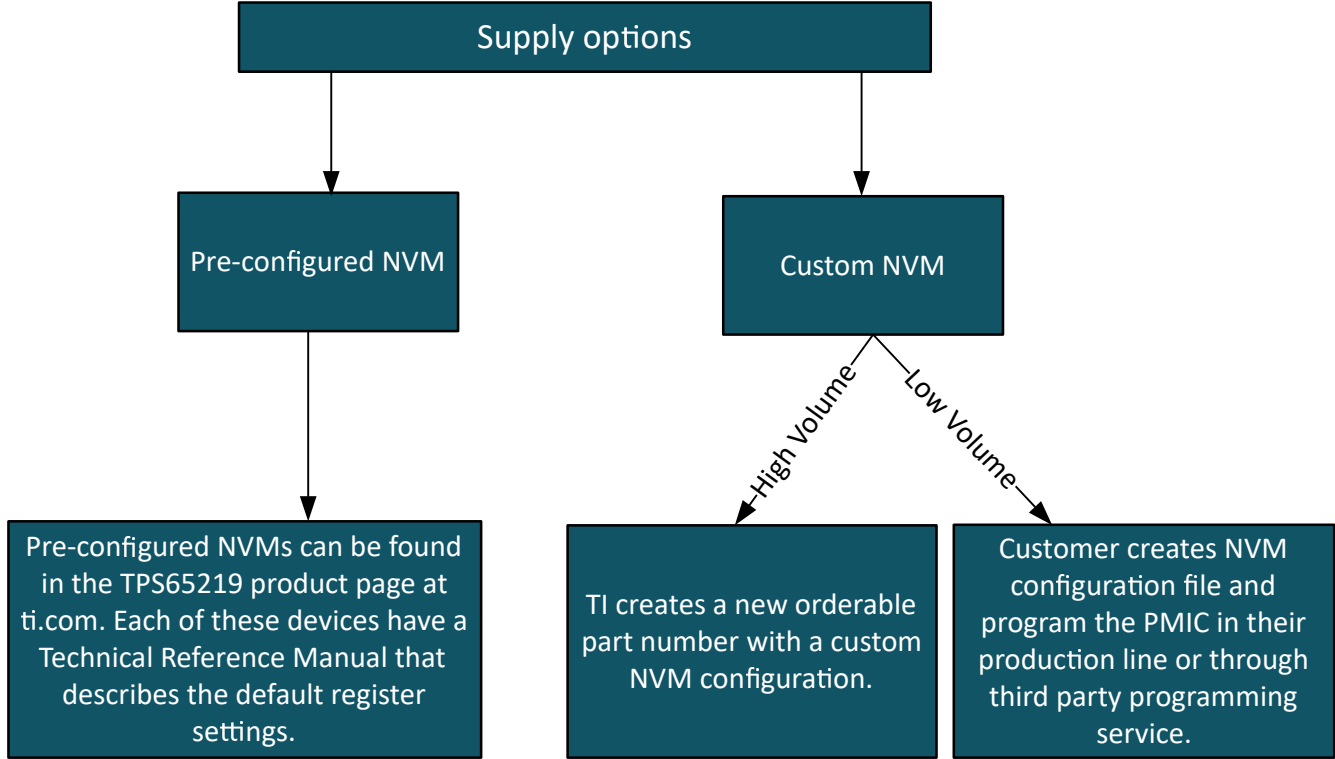 Supply options
Pre-configured NVM
Custom NVM
High Volume
Low Volume
Pre-configured NVMs can be found
in the TPS65219 product page at
ti.com. Each of these devices have a
Technical Reference Manual that
describes the default register
settings.
TI creates a new orderable
part number with a custom
NVM configuration.
Customer creates NVM
configuration file and
program the PMIC in their
production line or through
third party programming
service.